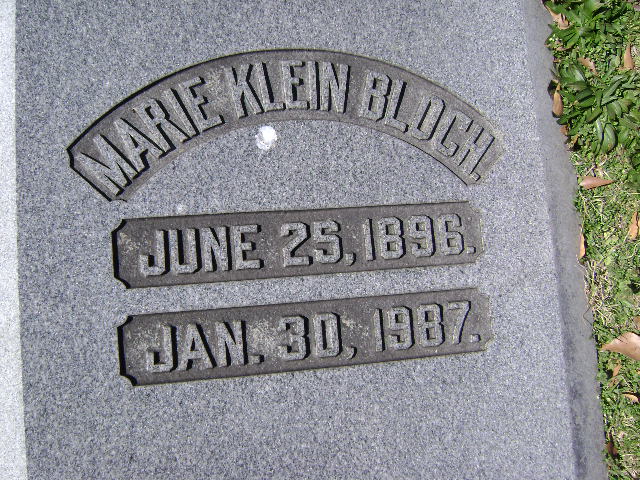 MARIE KLEIN BLOCH.
JUNE 25, 1896.
JAN. 30, 1987.